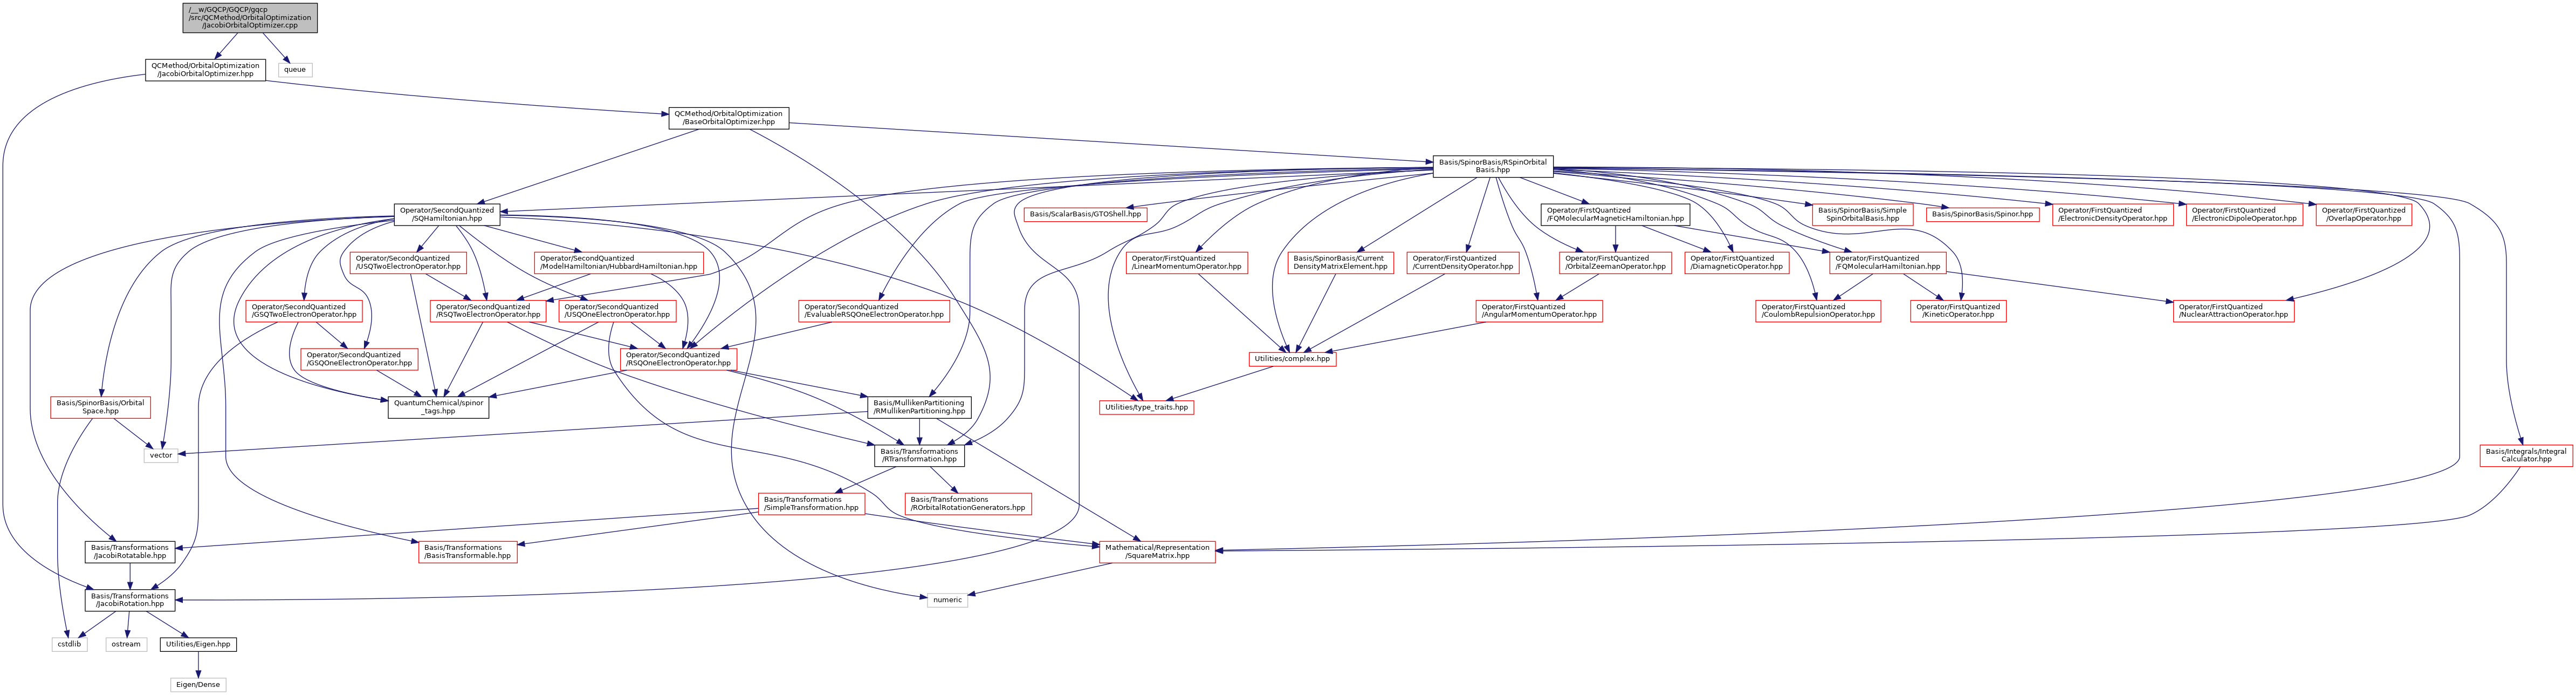 /__w/GQCP/GQCP/gqcp
/src/QCMethod/OrbitalOptimization
/JacobiOrbitalOptimizer.cpp
QCMethod/OrbitalOptimization
/JacobiOrbitalOptimizer.hpp
queue
QCMethod/OrbitalOptimization
/BaseOrbitalOptimizer.hpp
Basis/SpinorBasis/RSpinOrbital
Basis.hpp
Operator/SecondQuantized
/SQHamiltonian.hpp
Basis/ScalarBasis/GTOShell.hpp
Operator/FirstQuantized
/FQMolecularMagneticHamiltonian.hpp
Basis/SpinorBasis/Simple
SpinOrbitalBasis.hpp
Basis/SpinorBasis/Spinor.hpp
Operator/FirstQuantized
/ElectronicDensityOperator.hpp
Operator/FirstQuantized
/ElectronicDipoleOperator.hpp
Operator/FirstQuantized
/OverlapOperator.hpp
Operator/SecondQuantized
/USQTwoElectronOperator.hpp
Operator/SecondQuantized
/ModelHamiltonian/HubbardHamiltonian.hpp
Operator/FirstQuantized
/LinearMomentumOperator.hpp
Basis/SpinorBasis/Current
DensityMatrixElement.hpp
Operator/FirstQuantized
/CurrentDensityOperator.hpp
Operator/FirstQuantized
/OrbitalZeemanOperator.hpp
Operator/FirstQuantized
/DiamagneticOperator.hpp
Operator/FirstQuantized
/FQMolecularHamiltonian.hpp
Operator/SecondQuantized
/GSQTwoElectronOperator.hpp
Operator/SecondQuantized
/RSQTwoElectronOperator.hpp
Operator/SecondQuantized
/USQOneElectronOperator.hpp
Operator/SecondQuantized
/EvaluableRSQOneElectronOperator.hpp
Operator/FirstQuantized
/AngularMomentumOperator.hpp
Operator/FirstQuantized
/CoulombRepulsionOperator.hpp
Operator/FirstQuantized
/KineticOperator.hpp
Operator/FirstQuantized
/NuclearAttractionOperator.hpp
Operator/SecondQuantized
/GSQOneElectronOperator.hpp
Operator/SecondQuantized
/RSQOneElectronOperator.hpp
Utilities/complex.hpp
Basis/SpinorBasis/Orbital
Space.hpp
QuantumChemical/spinor
_tags.hpp
Basis/MullikenPartitioning
/RMullikenPartitioning.hpp
Utilities/type_traits.hpp
vector
Basis/Transformations
/RTransformation.hpp
Basis/Integrals/Integral
Calculator.hpp
Basis/Transformations
/SimpleTransformation.hpp
Basis/Transformations
/ROrbitalRotationGenerators.hpp
Basis/Transformations
/JacobiRotatable.hpp
Basis/Transformations
/BasisTransformable.hpp
Mathematical/Representation
/SquareMatrix.hpp
Basis/Transformations
/JacobiRotation.hpp
numeric
cstdlib
ostream
Utilities/Eigen.hpp
Eigen/Dense